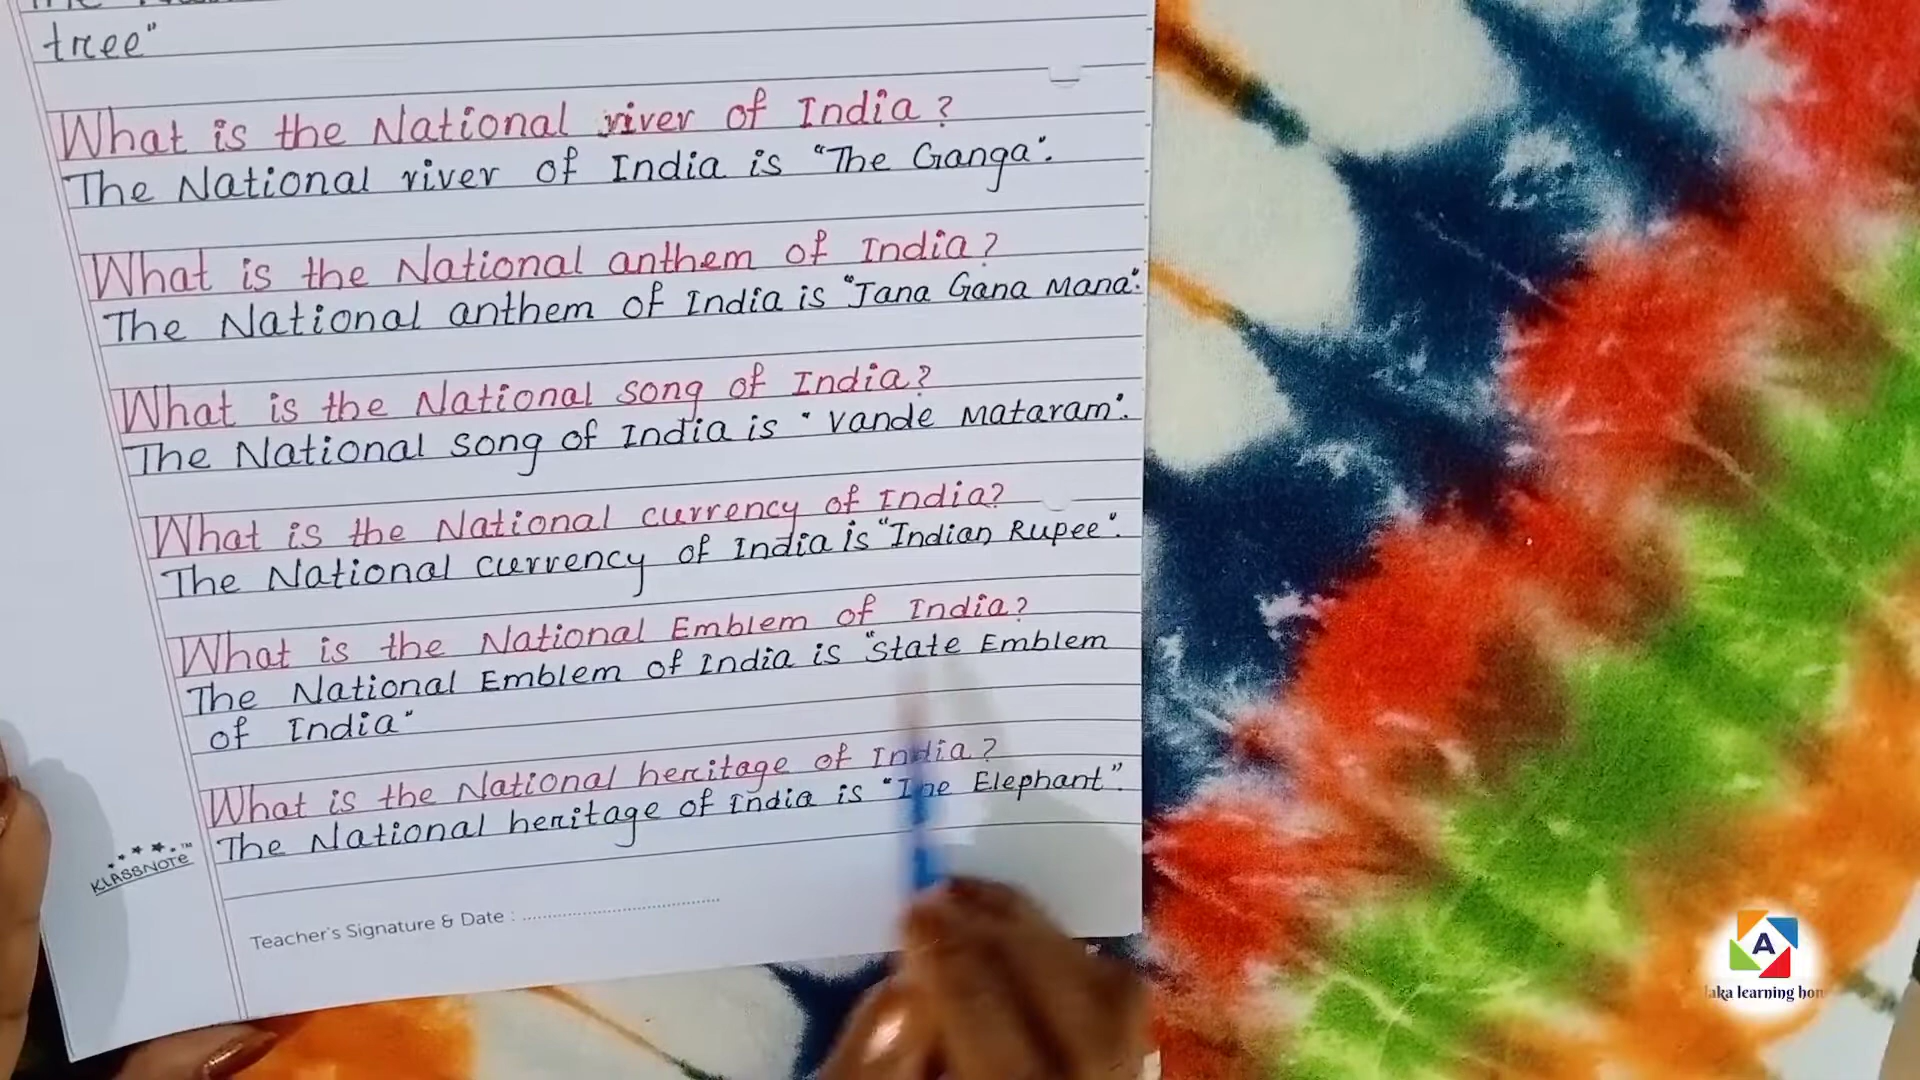 tree"
What is the National river of India?
The National river of India is "The Ganga".
What is the National anthem of India?
The National anthem of India is "Jana Gana Mana".
What is the National song of India?
The National song of India is "Vande Mataram".
What is the National currency of India?
The National currency of India is "Indian Rupee".
What is the National Emblem of India?
The National Emblem of India is "State Emblem
of India"
What is the National heritage of India?
The National heritage of India is "The Elephant".
KLASSNOTE™
Teacher's Signature & Date :
A
learning